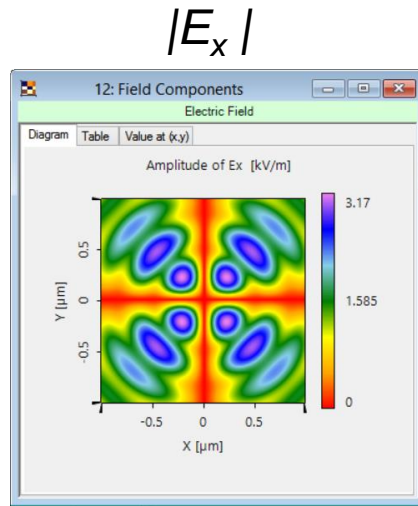 |Eₓ|
12: Field Components
Electric Field
Diagram Table Value at (x,y)
Amplitude of Ex [kV/m]
3.17
1.585
0
Y [µm]
0.5
0
-0.5
-0.5 0 0.5
X [µm]